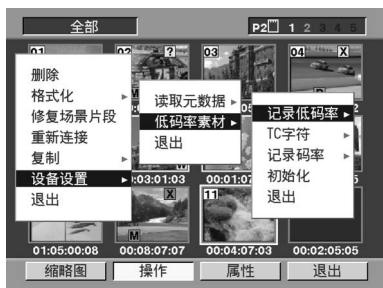 全部
P2 1 2 3 4 5
01 02 ? 03 04 X
删除
格式化
修复场景片段
重新连接
复制
设备设置
退出
读取元数据
低码率素材
退出
记录低码率
TC字符
记录码率
初始化
退出
:03:01:03 00:01:07
X 11
M
01:05:00:08 00:08:07:07 00:04:07:03 00:02:05:05
缩略图 操作 属性 退出